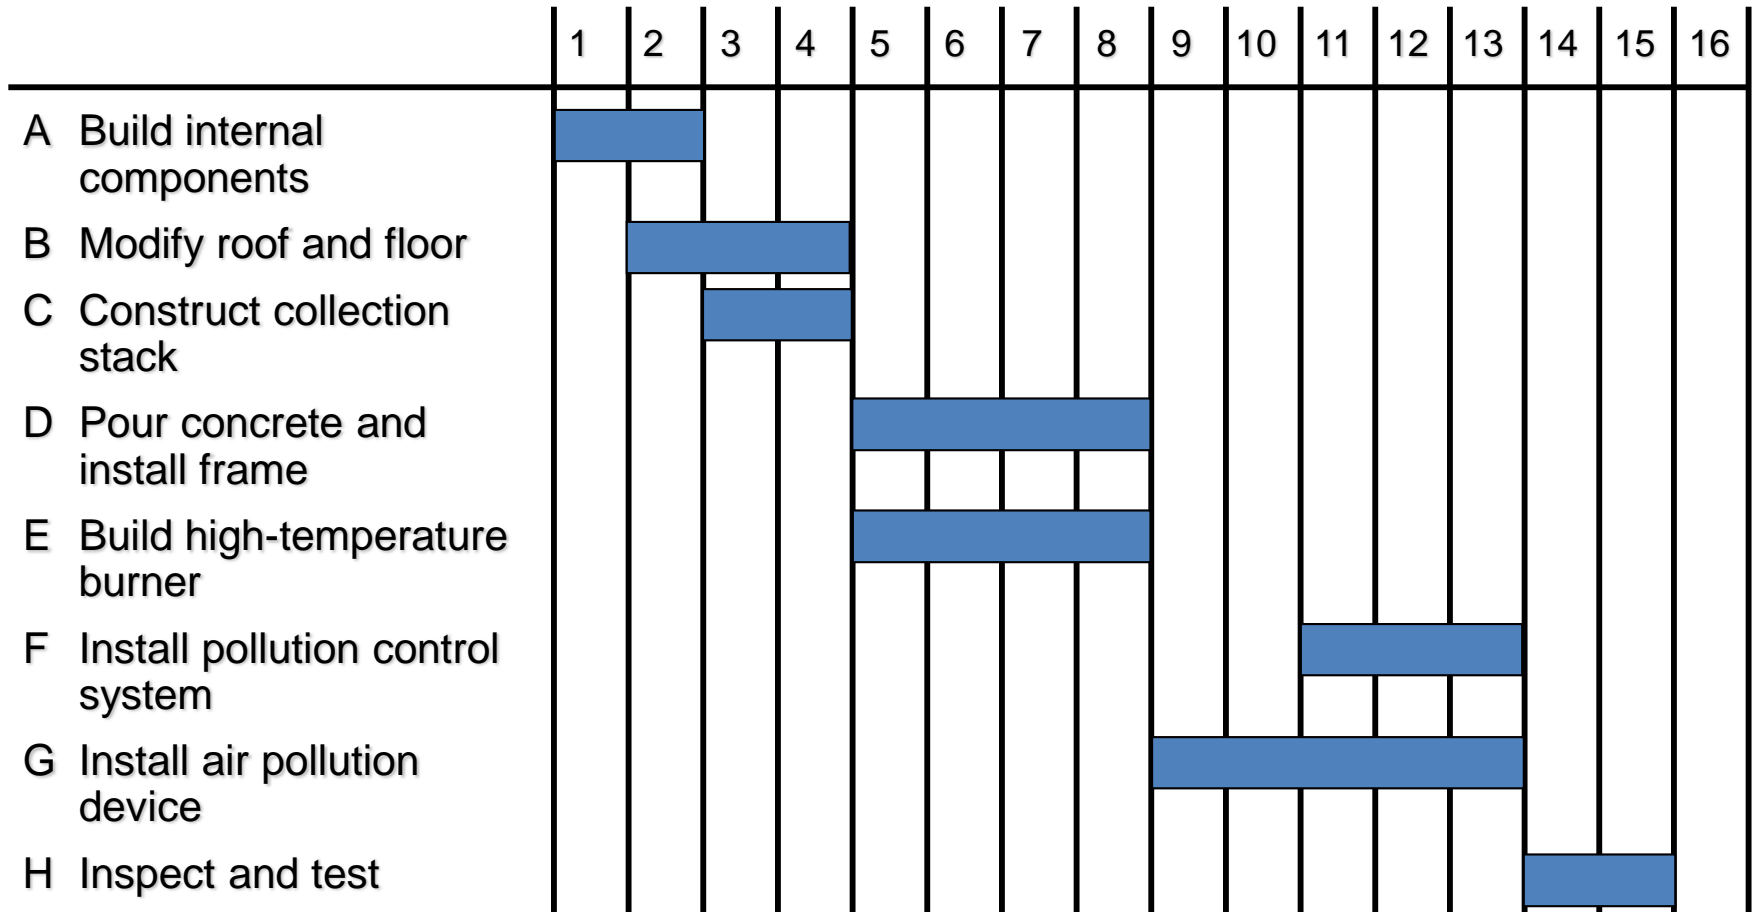 1 2 3 4 5 6 7 8 9 10 11 12 13 14 15 16
A Build internal
components
B Modify roof and floor
C Construct collection
stack
D Pour concrete and
install frame
E Build high-temperature
burner
F Install pollution control
system
G Install air pollution
device
H Inspect and test